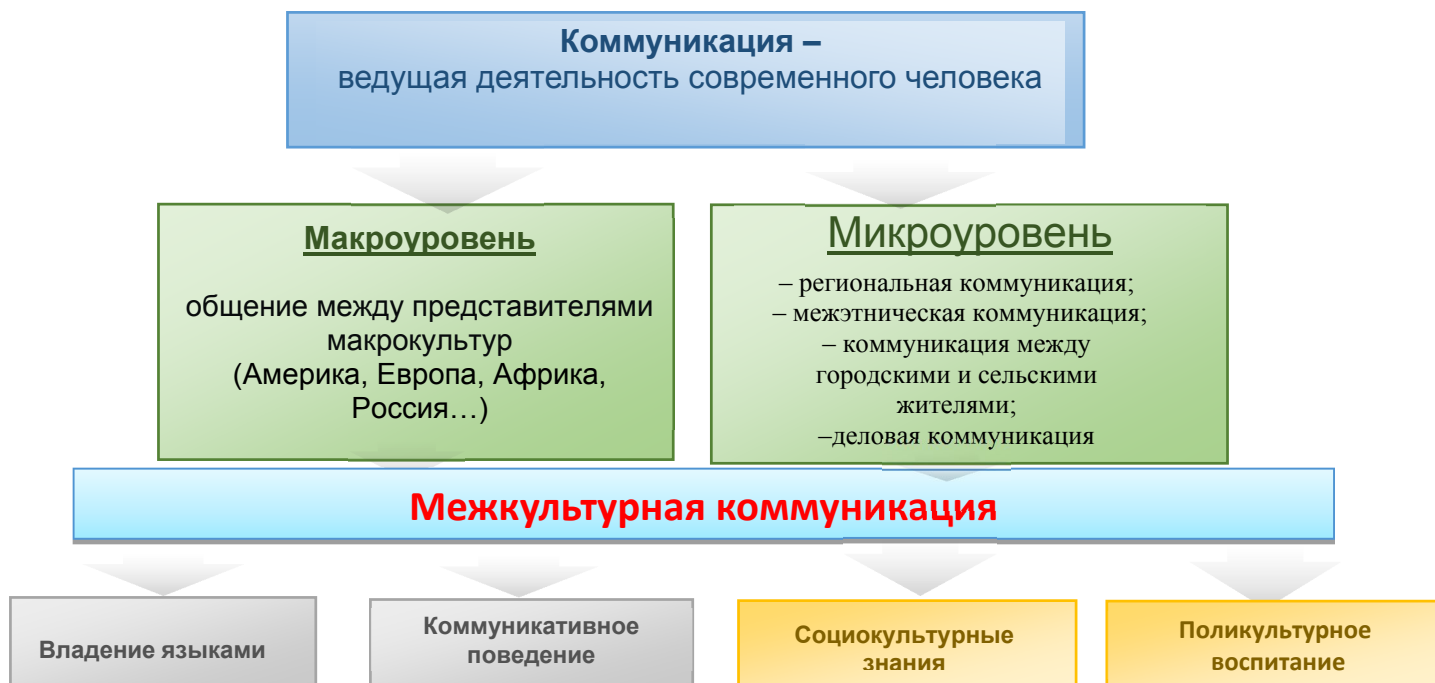 Коммуникация –
ведущая деятельность современного человека
Макроуровень
общение между представителями
макрокультур
(Америка, Европа, Африка,
Россия…)
Микроуровень
– региональная коммуникация;
– межэтническая коммуникация;
– коммуникация между
городскими и сельскими
жителями;
–деловая коммуникация
Межкультурная коммуникация
Владение языками
Коммуникативное
поведение
Социокультурные
знания
Поликультурное
воспитание